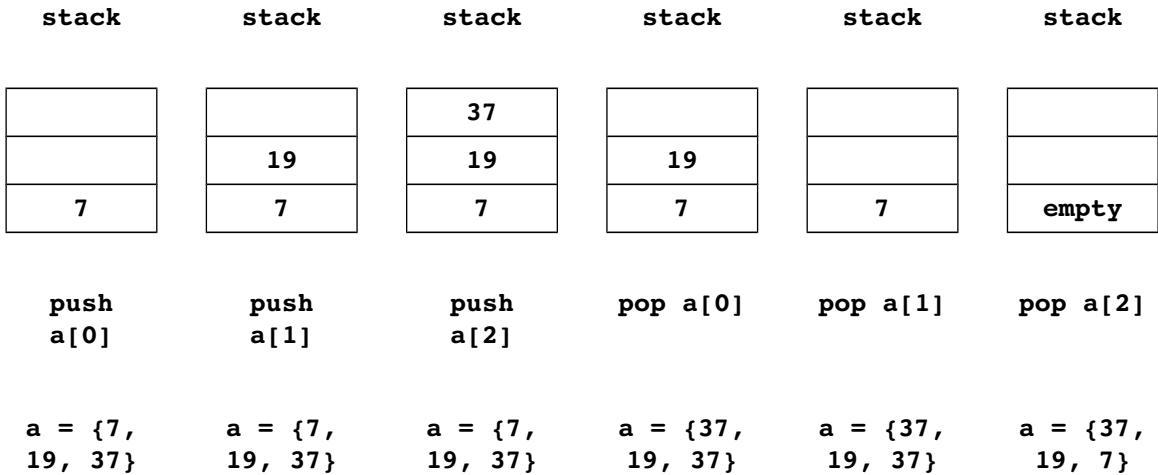 stack stack stack stack stack stack
37
19 19 19
7 7 7 7 7 empty
push push push pop a[0] pop a[1] pop a[2]
a[0] a[1] a[2]
a = {7, a = {7, a = {7, a = {37, a = {37, a = {37,
19, 37} 19, 37} 19, 37} 19, 37} 19, 37} 19, 7}